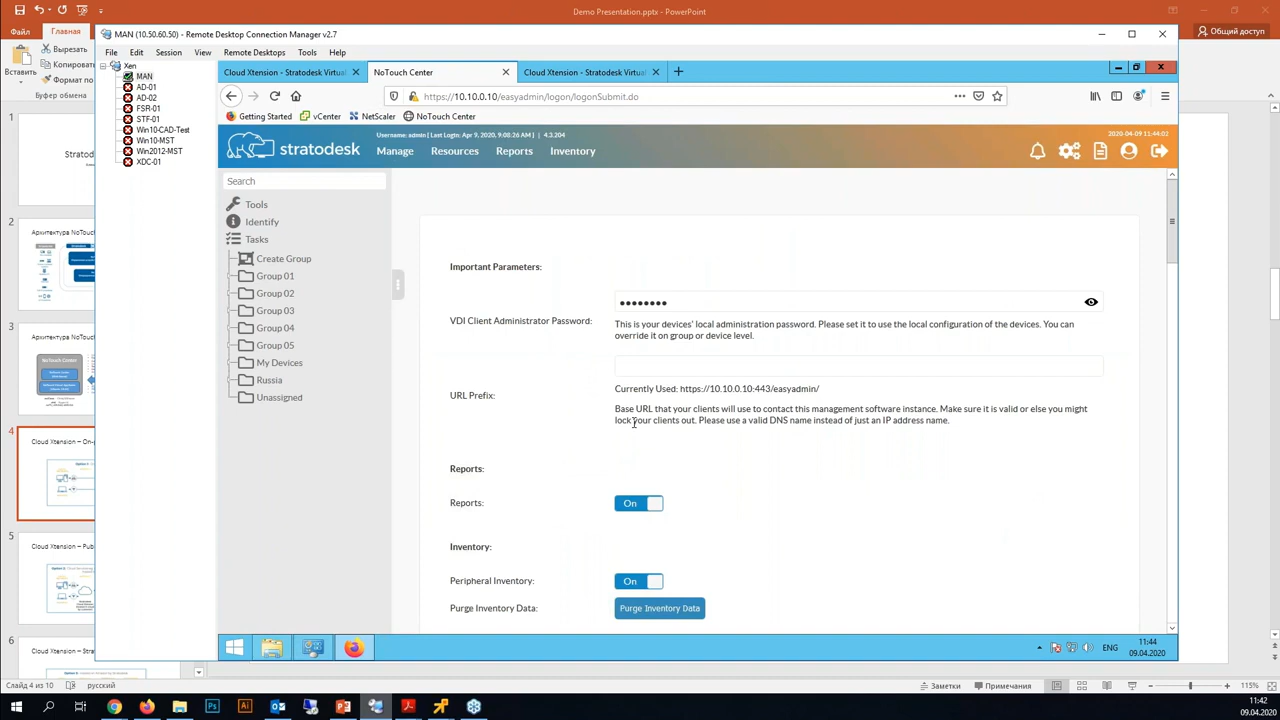 Demo Presentation.pptx - PowerPoint
Файл
Главная
Общий доступ
Вставить
Вырезать
Копировать
Формат по
Буфер обмена
MAN (10.50.60.50) - Remote Desktop Connection Manager v2.7
File Edit Session View Remote Desktops Tools Help
Xen
MAN
AD-01
AD-02
FSR-01
STF-01
Win10-CAD-Test
Win10-MST
Win2012-MST
XDC-01
Cloud Xtension - Stratodesk Virtual
NoTouch Center
Cloud Xtension - Stratodesk Virtual
https://10.10.0.10/easyadmin/logon/logonSubmit.do
Getting Started
vCenter
NetScaler
NoTouch Center
stratodesk
Username: admin | Last Login: Apr 9, 2020, 9:08:26 AM | 4.3.204
2020-04-09 11:44:02
Manage Resources Reports Inventory
Search
Tools
Identify
Tasks
Create Group
Group 01
Group 02
Group 03
Group 04
Group 05
My Devices
Russia
Unassigned
Important Parameters:
VDI Client Administrator Password:
••••••••
This is your devices' local administration password. Please set it to use the local configuration of the devices. You can
override it on group or device level.
URL Prefix:
Currently Used: https://10.10.0.10:443/easyadmin/
Base URL that your clients will use to contact this management software instance. Make sure it is valid or else you might
lock your clients out. Please use a valid DNS name instead of just an IP address name.
Reports:
Reports:
On
Inventory:
Peripheral Inventory:
On
Purge Inventory Data:
Purge Inventory Data
ENG
11:44
09.04.2020
1
Stratod
2
Архитектура NoTouch
3
Архитектура NoTou
NoTouch Center
4
Cloud Xtension – On-p
5
Cloud Xtension – Pub
6
Cloud Xtension – Stra
Слайд 4 из 10
русский
Заметки
Примечания
115%
11:42
09.04.2020